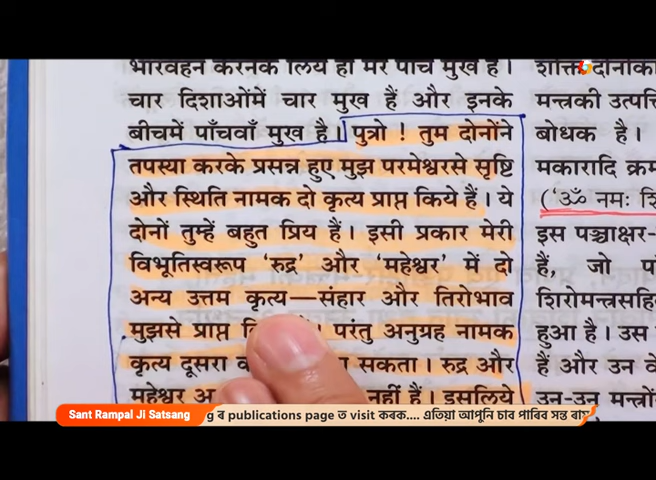 भारवहन करनेके लिये ही मेरे पाँच मुख हैं।
चार दिशाओंमें चार मुख हैं और इनके
बीचमें पाँचवाँ मुख है। पुत्रो ! तुम दोनोंने
तपस्या करके प्रसन्न हुए मुझ परमेश्वरसे सृष्टि
और स्थिति नामक दो कृत्य प्राप्त किये हैं। ये
दोनों तुम्हें बहुत प्रिय हैं। इसी प्रकार मेरी
विभूतिस्वरूप 'रुद्र' और 'महेश्वर' में दो
अन्य उत्तम कृत्य—संहार और तिरोभाव
मुझसे प्राप्त परंतु अनुग्रह नामक
कृत्य दूसरा सकता। रुद्र और
महेश्वर अ नहीं हैं। इसलिये
शक्ति दोनोंका
मन्त्रकी उत्पत्ति
बोधक है।
मकारादि क्रम
('ॐ नमः शि
इस पञ्चाक्षर-
हैं, जो प
शिरोमन्त्रसहि
हुआ है। उस
हैं और उन वे
उन-उन मन्त्रों
Sant Rampal Ji Satsang
g ৰ publications page ত visit কৰক.... এতিয়া আপুনি চাব পাৰিব সন্ত ৰাম